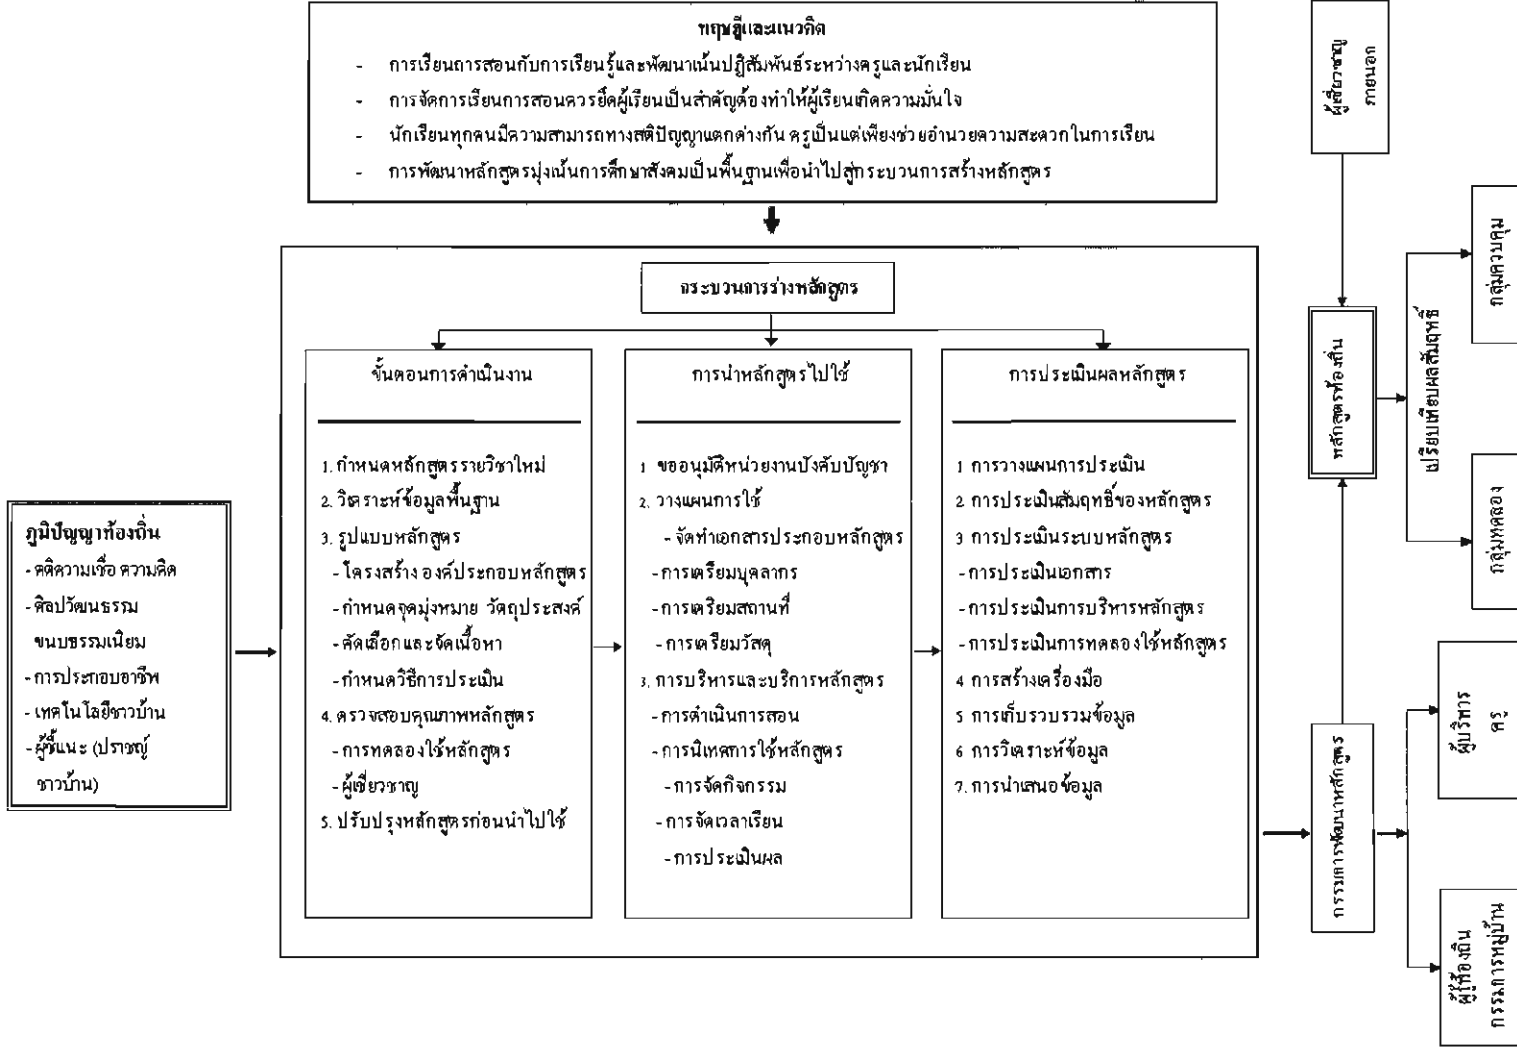 ทฤษฎีและแนวคิด
- การเรียนการสอนกับการเรียนรู้และพัฒนาเน้นปฏิสัมพันธ์ระหว่างครูและนักเรียน
- การจัดการเรียนการสอนควรยึดผู้เรียนเป็นสำคัญต้องทำให้ผู้เรียนเกิดความมั่นใจ
- นักเรียนทุกคนมีความสามารถทางสติปัญญาแตกต่างกัน ครูเป็นแต่เพียงช่วยอำนวยความสะดวกในการเรียน
- การพัฒนาหลักสูตรมุ่งเน้นการศึกษาสังคมเป็นพื้นฐานเพื่อนำไปสู่กระบวนการสร้างหลักสูตร
ภูมิปัญญาท้องถิ่น
- คติความเชื่อ ความคิด
- ศิลปวัฒนธรรม
ขนบธรรมเนียม
- การประกอบอาชีพ
- เทคโนโลยีชาวบ้าน
- ผู้ชี้แนะ (ปราชญ์
ชาวบ้าน)
กระบวนการร่างหลักสูตร
ขั้นตอนการดำเนินงาน
1. กำหนดหลักสูตรรายวิชาใหม่
2. วิเคราะห์ข้อมูลพื้นฐาน
3. รูปแบบหลักสูตร
- โครงสร้าง องค์ประกอบหลักสูตร
- กำหนดจุดมุ่งหมาย วัตถุประสงค์
- คัดเลือกและจัดเนื้อหา
- กำหนดวิธีการประเมิน
4. ตรวจสอบคุณภาพหลักสูตร
- การทดลองใช้หลักสูตร
- ผู้เชี่ยวชาญ
5. ปรับปรุงหลักสูตรก่อนนำไปใช้
การนำหลักสูตรไปใช้
1 ขออนุมัติหน่วยงานบังคับบัญชา
2. วางแผนการใช้
- จัดทำเอกสารประกอบหลักสูตร
- การเตรียมบุคลากร
- การเตรียมสถานที่
- การเตรียมวัสดุ
3. การบริหารและบริการหลักสูตร
- การดำเนินการสอน
- การนิเทศการใช้หลักสูตร
- การจัดกิจกรรม
- การจัดเวลาเรียน
- การประเมินผล
การประเมินผลหลักสูตร
1 การวางแผนการประเมิน
2 การประเมินสัมฤทธิ์ของหลักสูตร
3 การประเมินระบบหลักสูตร
- การประเมินเอกสาร
- การประเมินการบริหารหลักสูตร
- การประเมินการทดลองใช้หลักสูตร
4 การสร้างเครื่องมือ
5 การเก็บรวบรวมข้อมูล
6 การวิเคราะห์ข้อมูล
7. การนำเสนอข้อมูล
ผู้เชี่ยวชาญ
ภายนอก
หลักสูตรท้องถิ่น
กรรมการพัฒนาหลักสูตร
เปรียบเทียบผลสัมฤทธิ์
กลุ่มควบคุม
กลุ่มทดลอง
ผู้บริหาร
ครู
ผู้ใช้ท้องถิ่น
กรรมการหมู่บ้าน